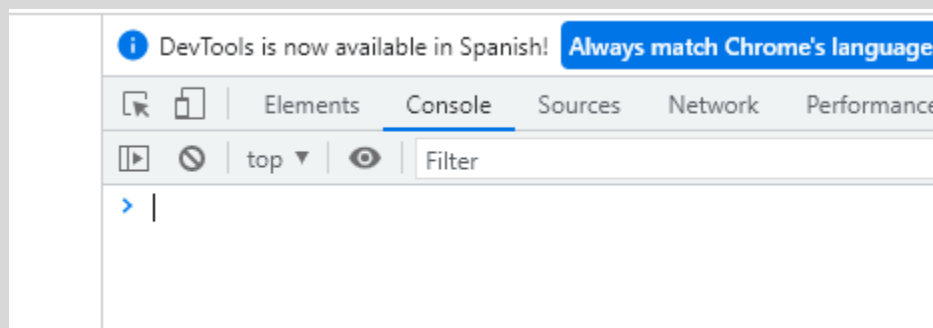 DevTools is now available in Spanish! Always match Chrome's language
Elements Console Sources Network Performance
top Filter